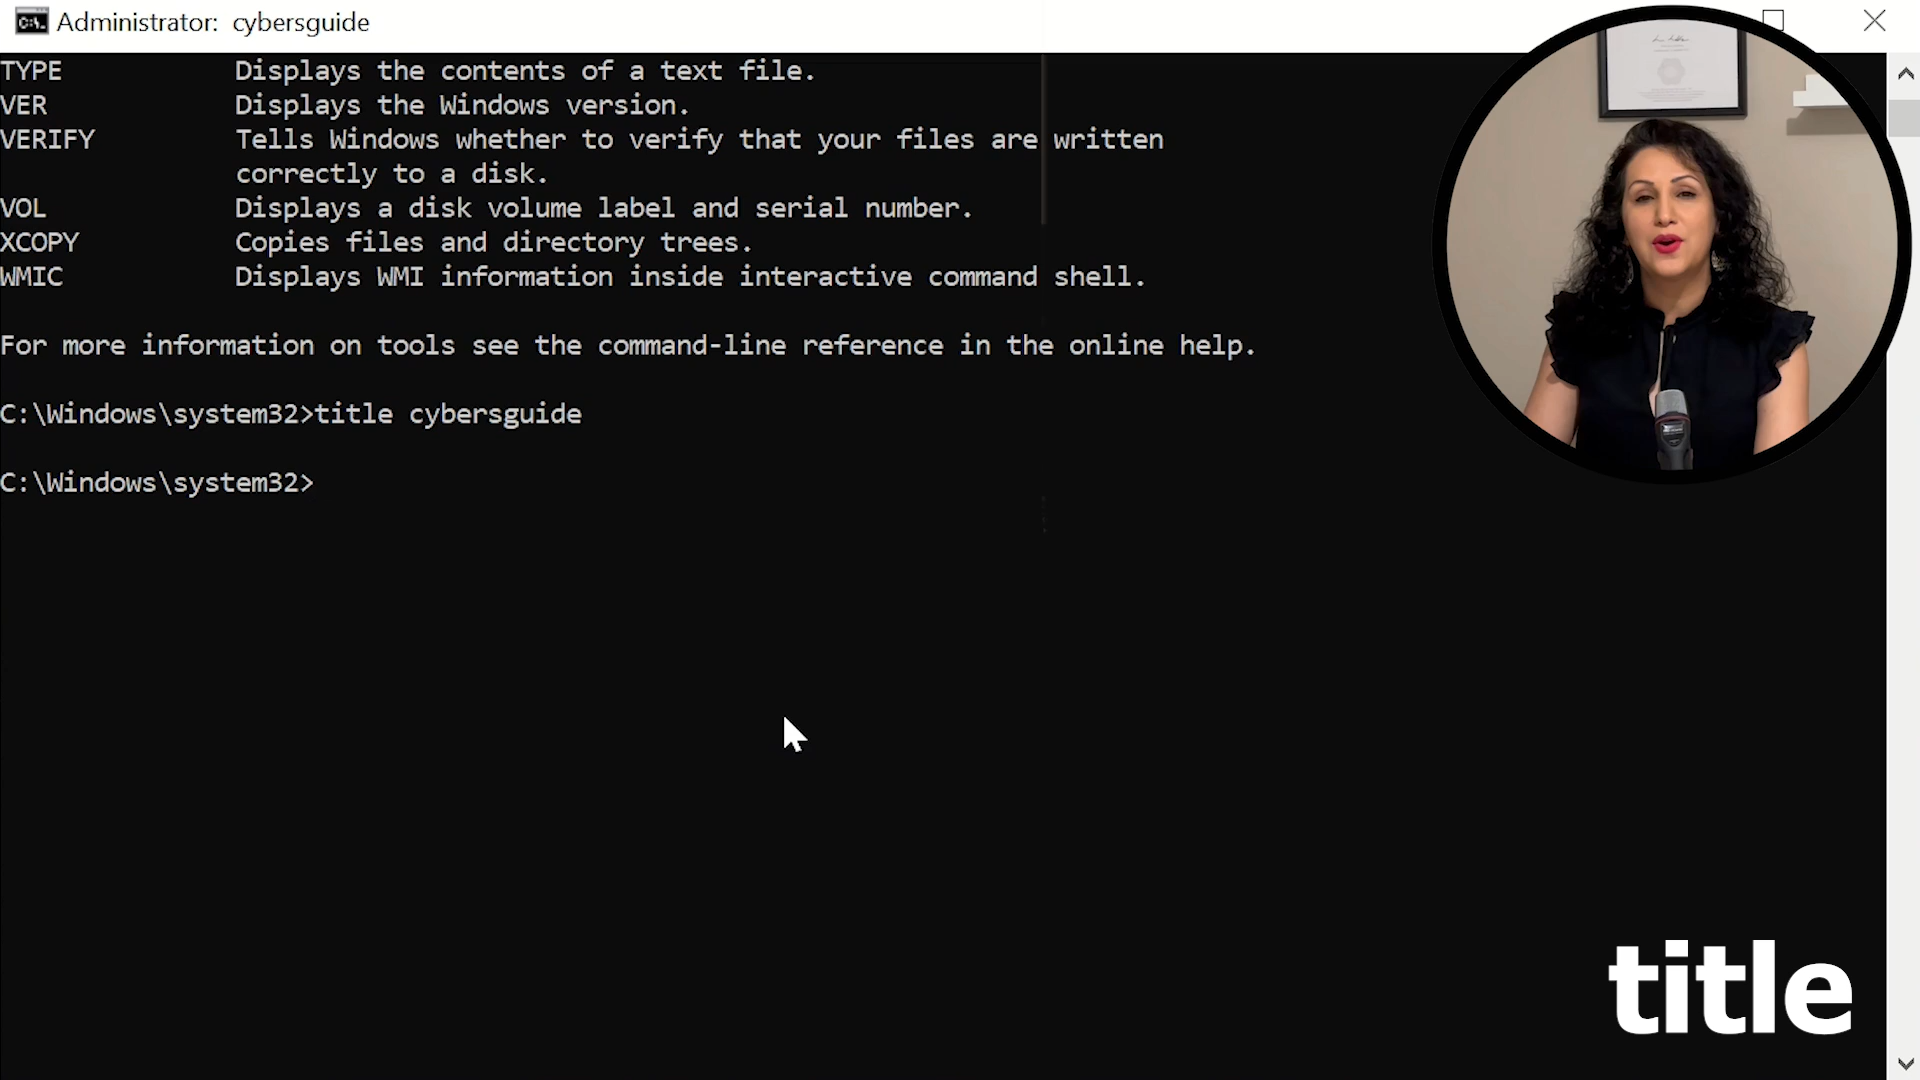 Administrator:  cybersguide
TYPE           Displays the contents of a text file.
VER            Displays the Windows version.
VERIFY         Tells Windows whether to verify that your files are written
               correctly to a disk.
VOL            Displays a disk volume label and serial number.
XCOPY          Copies files and directory trees.
WMIC           Displays WMI information inside interactive command shell.
For more information on tools see the command-line reference in the online help.
C:\Windows\system32>title cybersguide
C:\Windows\system32>
title